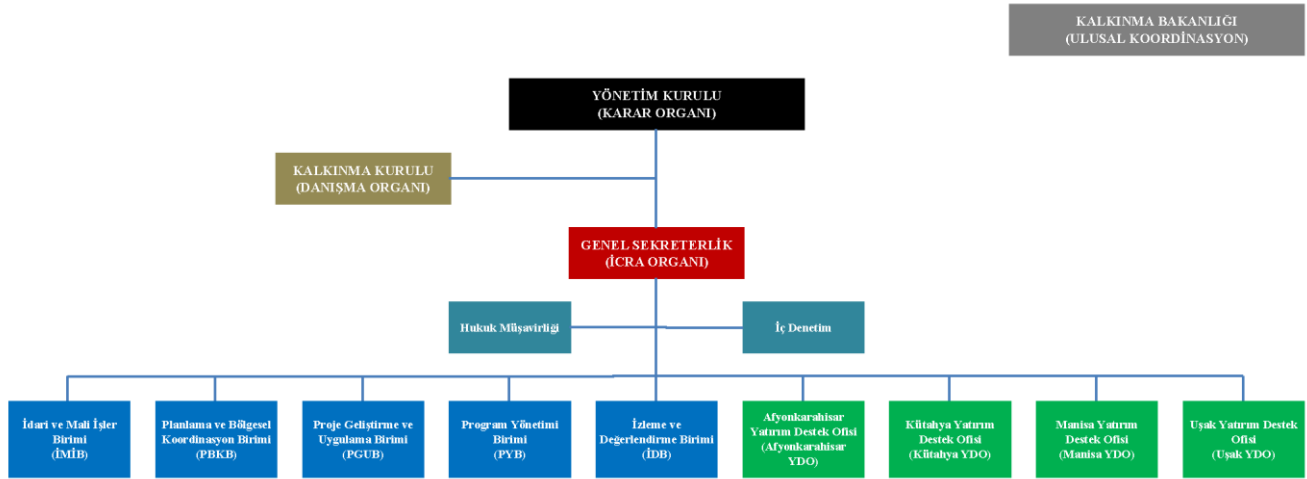 KALKINMA BAKANLIĞI
(ULUSAL KOORDİNASYON)
YÖNETİM KURULU
(KARAR ORGANI)
KALKINMA KURULU
(DANIŞMA ORGANI)
GENEL SEKRETERLİK
(İCRA ORGANI)
Hukuk Müşavirliği
İç Denetim
İdari ve Mali İşler
Birimi
(İMİB)
Planlama ve Bölgesel
Koordinasyon Birimi
(PBKB)
Proje Geliştirme ve
Uygulama Birimi
(PGUB)
Program Yönetimi
Birimi
(PYB)
İzleme ve
Değerlendirme Birimi
(İDB)
Afyonkarahisar
Yatırım Destek Ofisi
(Afyonkarahisar
YDO)
Kütahya Yatırım
Destek Ofisi
(Kütahya YDO)
Manisa Yatırım
Destek Ofisi
(Manisa YDO)
Uşak Yatırım Destek
Ofisi
(Uşak YDO)